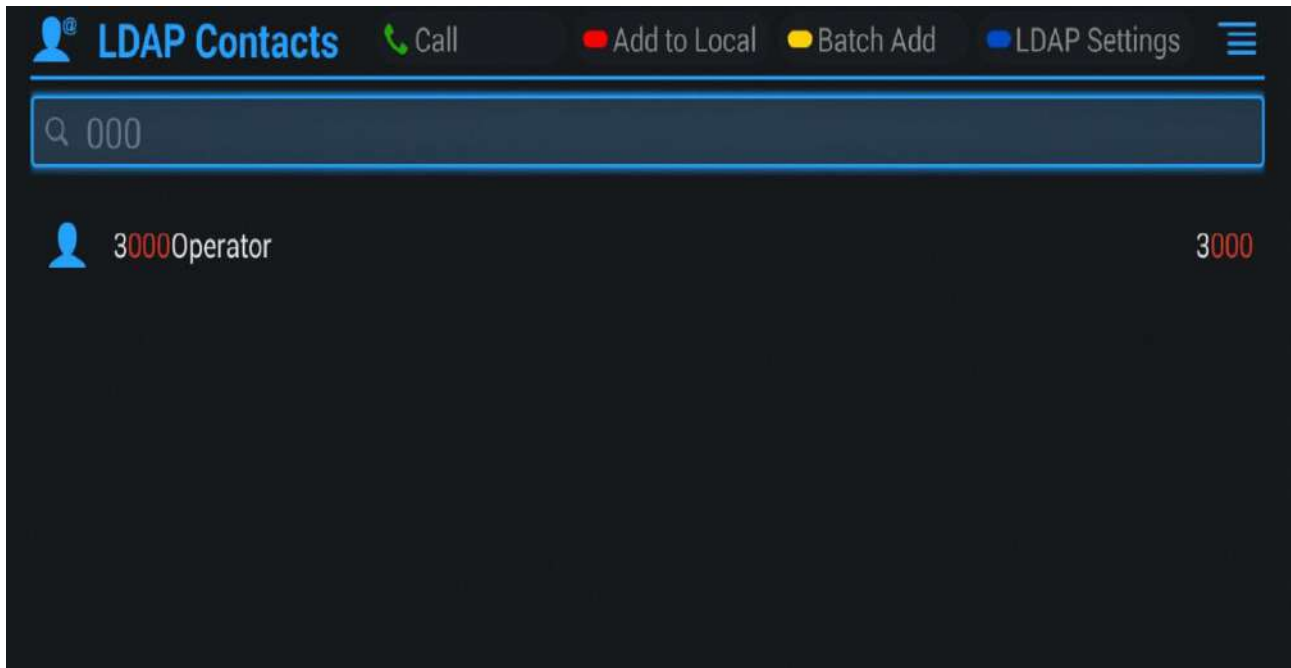 LDAP Contacts Call Add to Local Batch Add LDAP Settings
000
3000Operator 3000